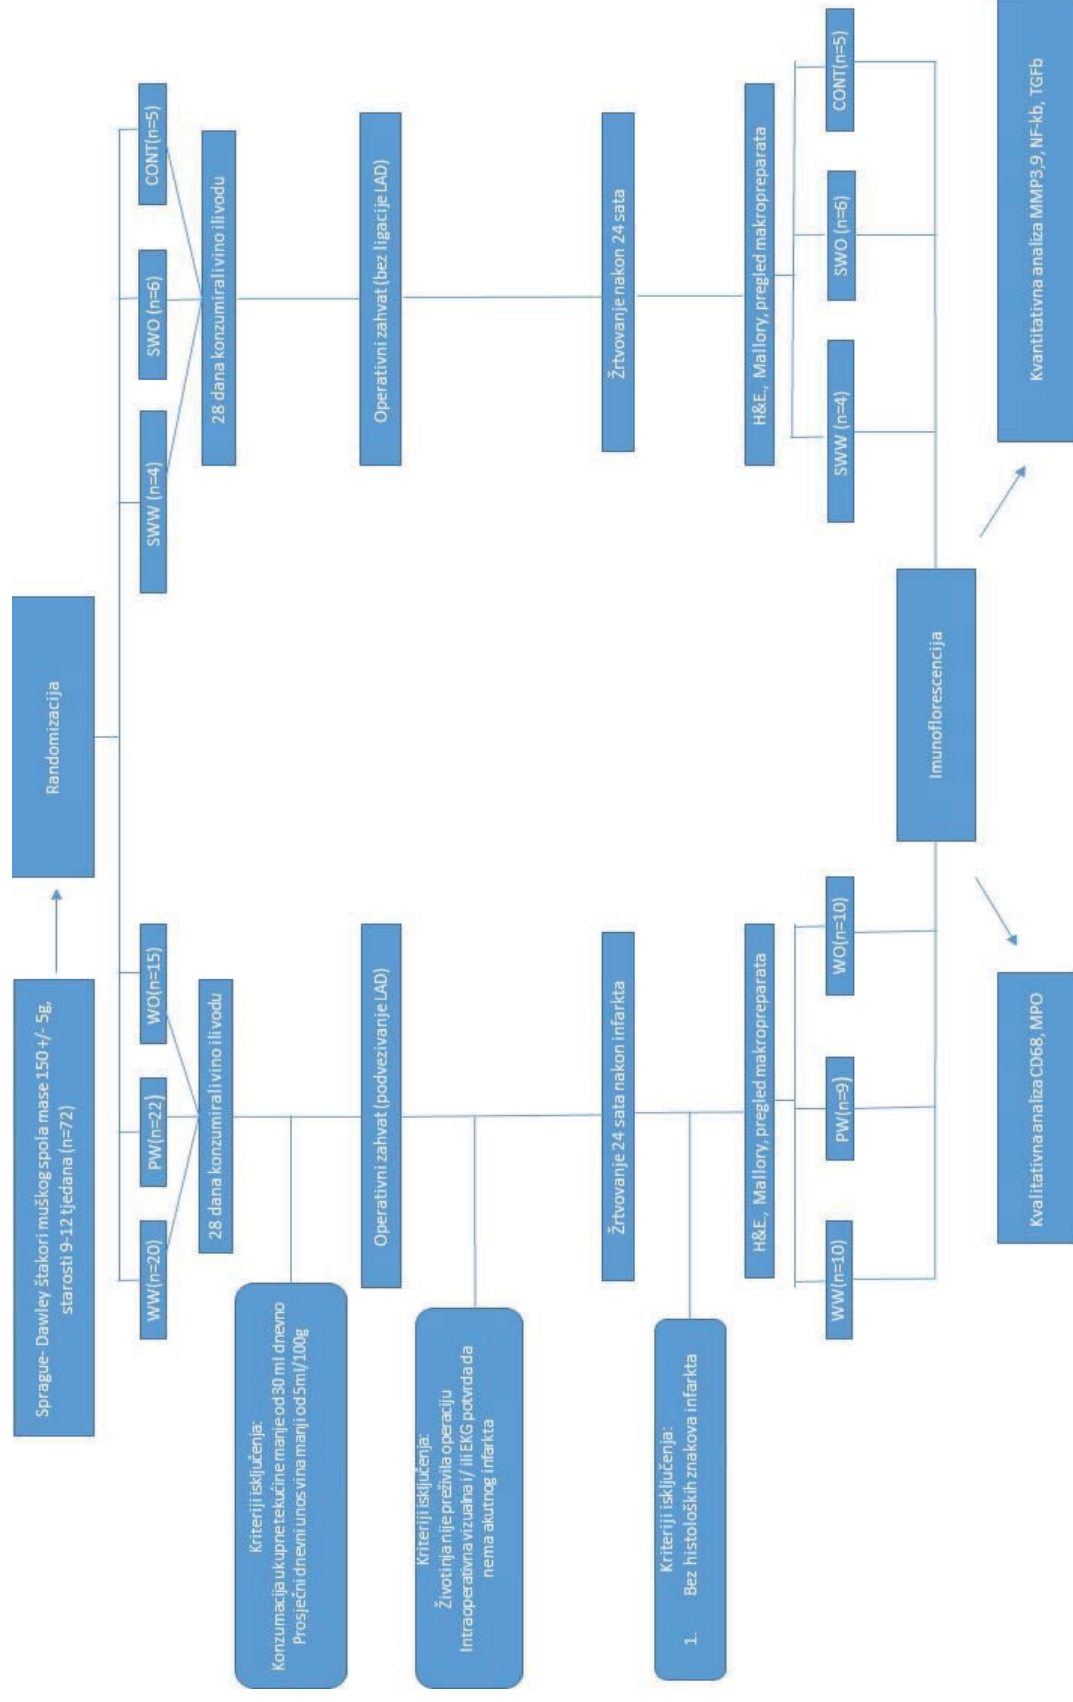 Sprague- Dawley štakori muškog spola mase 150 +/- 5g,
starosti 9-12 tjedana (n=72)
Randomizacija
WW(n=20)
PW(n=22)
WO(n=15)
SWW (n=4)
SWO (n=6)
CONT(n=5)
28 dana konzumirali vino ili vodu
28 dana konzumirali vino ili vodu
Kriteriji isključenja:
Konzumacija ukupne tekućine manje od 30 ml dnevno
Prosječni dnevni unos vina manji od 5ml/100g
Operativni zahvat (podvezivanje LAD)
Operativni zahvat (bez ligacije LAD)
Kriteriji isključenja:
Životinja nije preživila operaciju
Intraoperativna vizualna i/ ili EKG potvrda da
nema akutnog infarkta
Žrtvovanje 24 sata nakon infarkta
Žrtvovanje nakon 24 sata
Kriteriji isključenja:
1. Bez histoloških znakova infarkta
H&E., Mallory, pregled makropreparata
H&E., Mallory, pregled makropreparata
WW(n=10)
PW(n=9)
WO(n=10)
SWW (n=4)
SWO (n=6)
CONT(n=5)
Imunoflorescencija
Kvalitativna analiza CD68, MPO
Kvantitativna analiza MMP3,9, NF-kb, TGFb